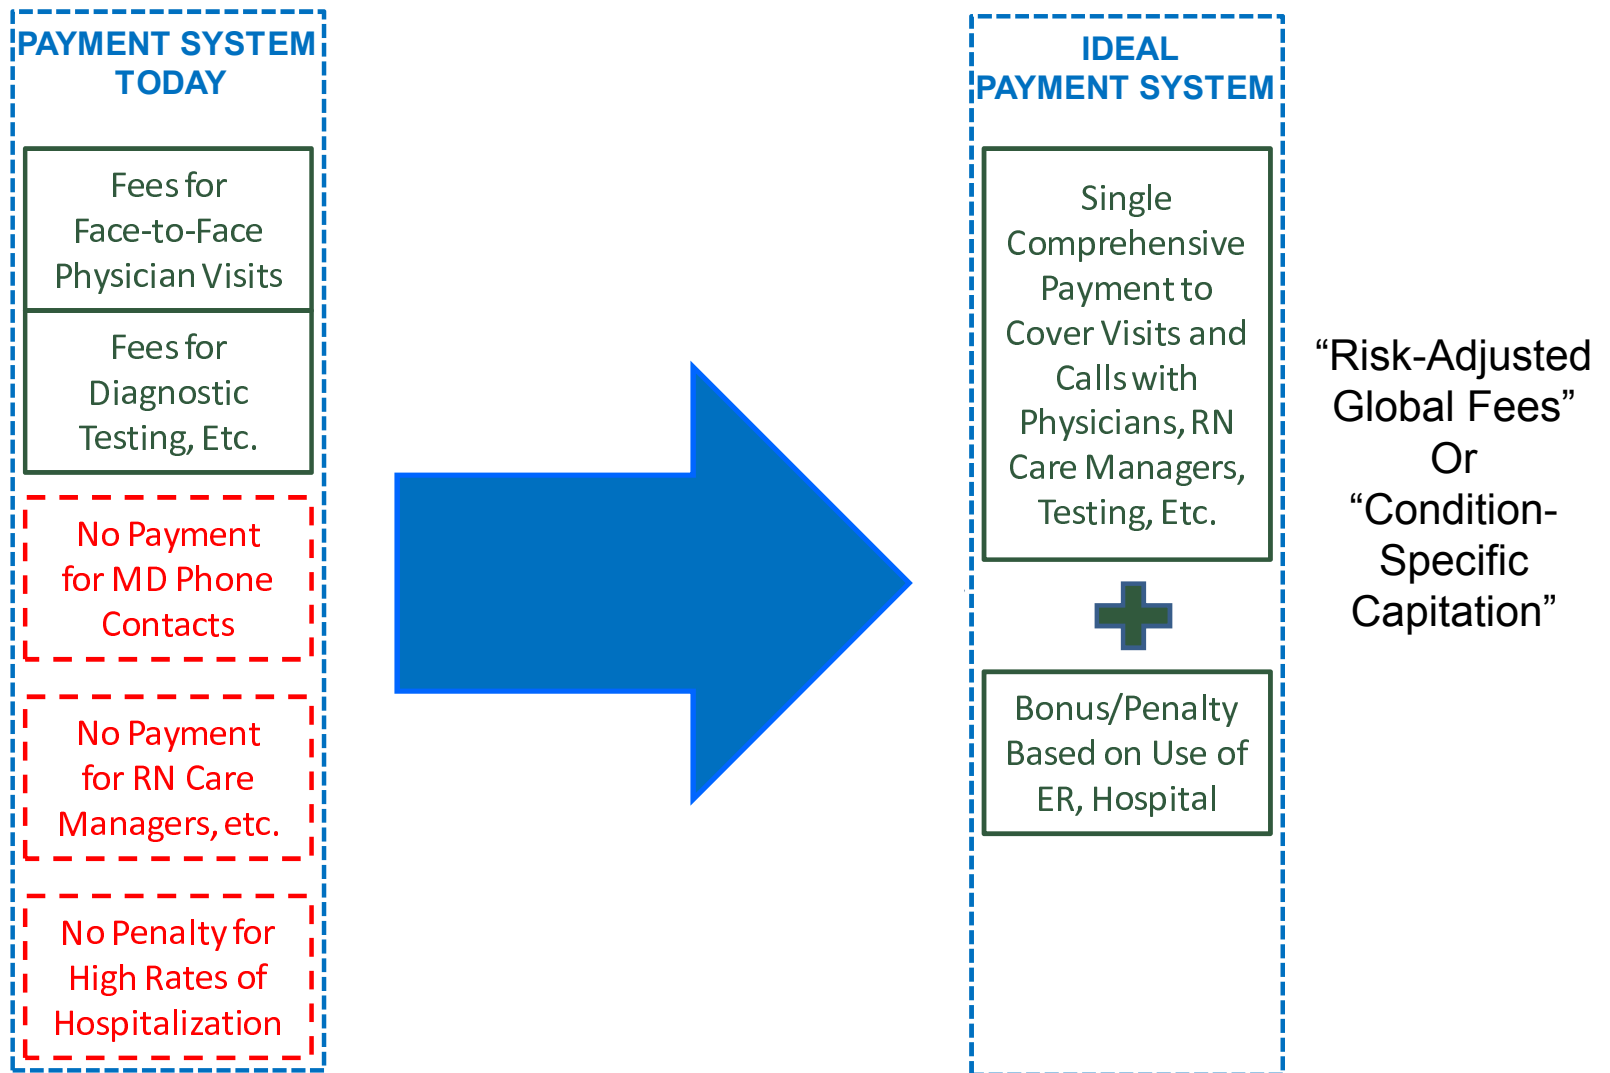 PAYMENT SYSTEM
TODAY
Fees for
Face-to-Face
Physician Visits
Fees for
Diagnostic
Testing, Etc.
No Payment
for MD Phone
Contacts
No Payment
for RN Care
Managers, etc.
No Penalty for
High Rates of
Hospitalization
IDEAL
PAYMENT SYSTEM
Single
Comprehensive
Payment to
Cover Visits and
Calls with
Physicians, RN
Care Managers,
Testing, Etc.
Bonus/Penalty
Based on Use of
ER, Hospital
“Risk-Adjusted
Global Fees”
Or
“Condition-
Specific
Capitation”